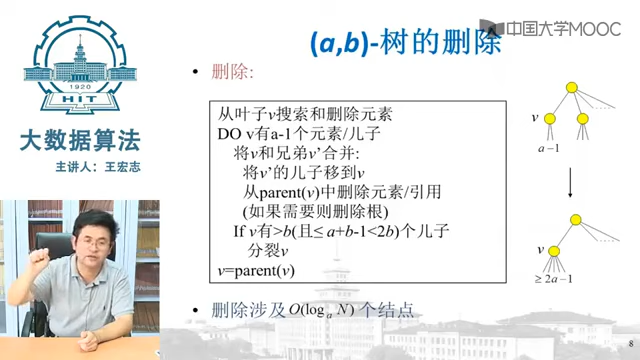 中国大学MOOC
(a,b)-树的删除
1920
HIT
大数据算法
主讲人：王宏志
• 删除:
从叶子v搜索和删除元素
DO v有a-1个元素/儿子
将v和兄弟v’合并:
将v’的儿子移到v
从parent(v)中删除元素/引用
(如果需要则删除根)
If v有>b(且≤ a+b-1<2b)个儿子
分裂v
v=parent(v)
v
a−1
v
≥ 2a−1
• 删除涉及 O(log_a N) 个结点
8